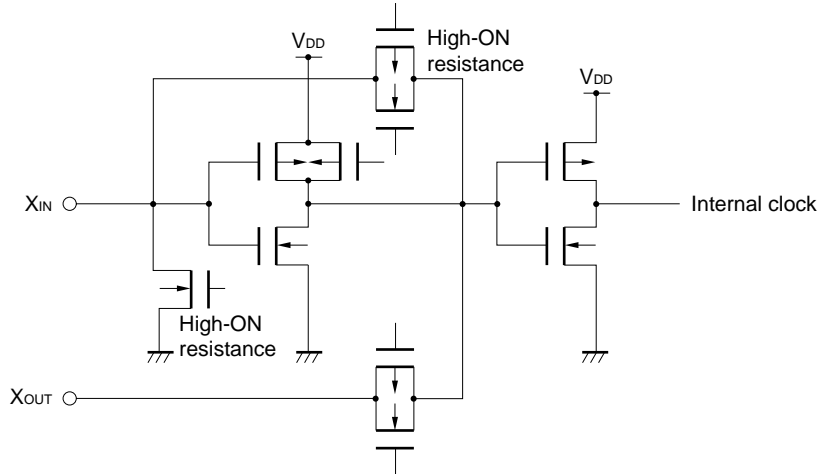 High-ON
resistance
VDD
VDD
XIN
Internal clock
High-ON
resistance
XOUT